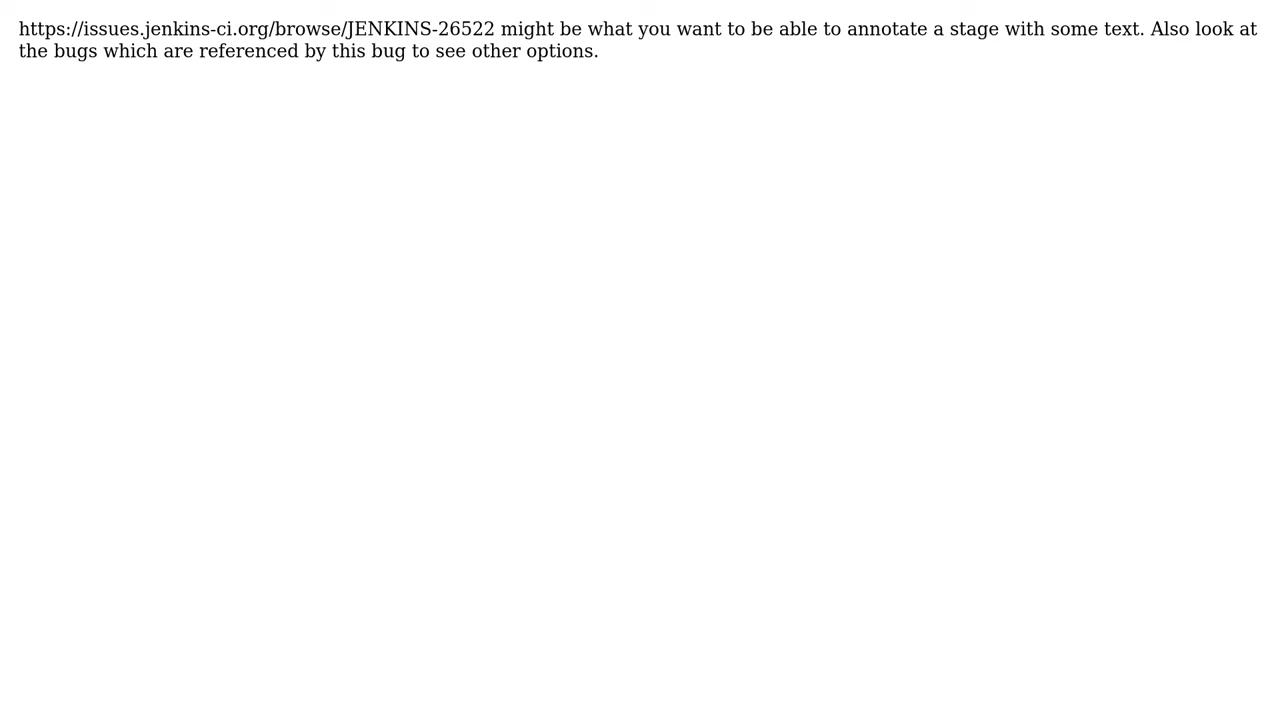 https://issues.jenkins-ci.org/browse/JENKINS-26522 might be what you want to be able to annotate a stage with some text. Also look at
the bugs which are referenced by this bug to see other options.